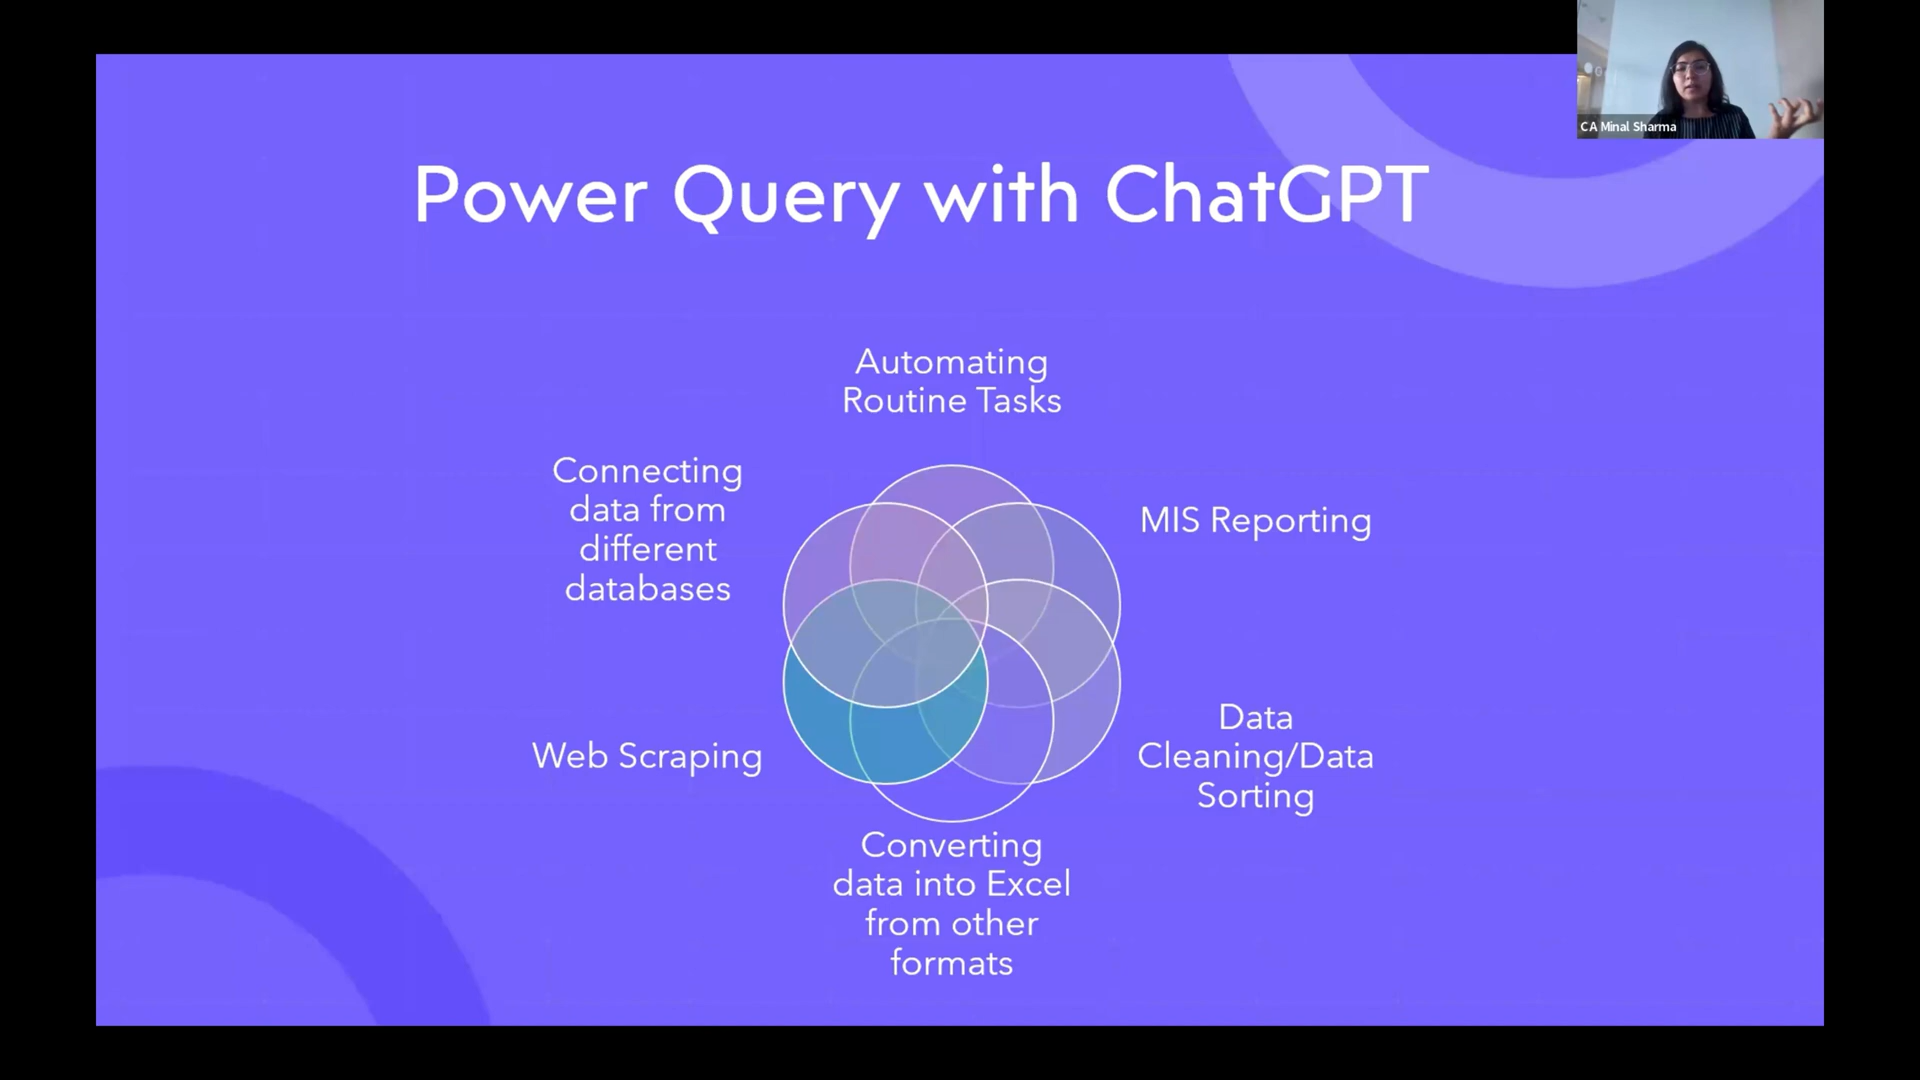 CA Minal Sharma
Power Query with ChatGPT
Automating
Routine Tasks
Connecting
data from
different
databases
MIS Reporting
Data
Cleaning/Data
Sorting
Web Scraping
Converting
data into Excel
from other
formats